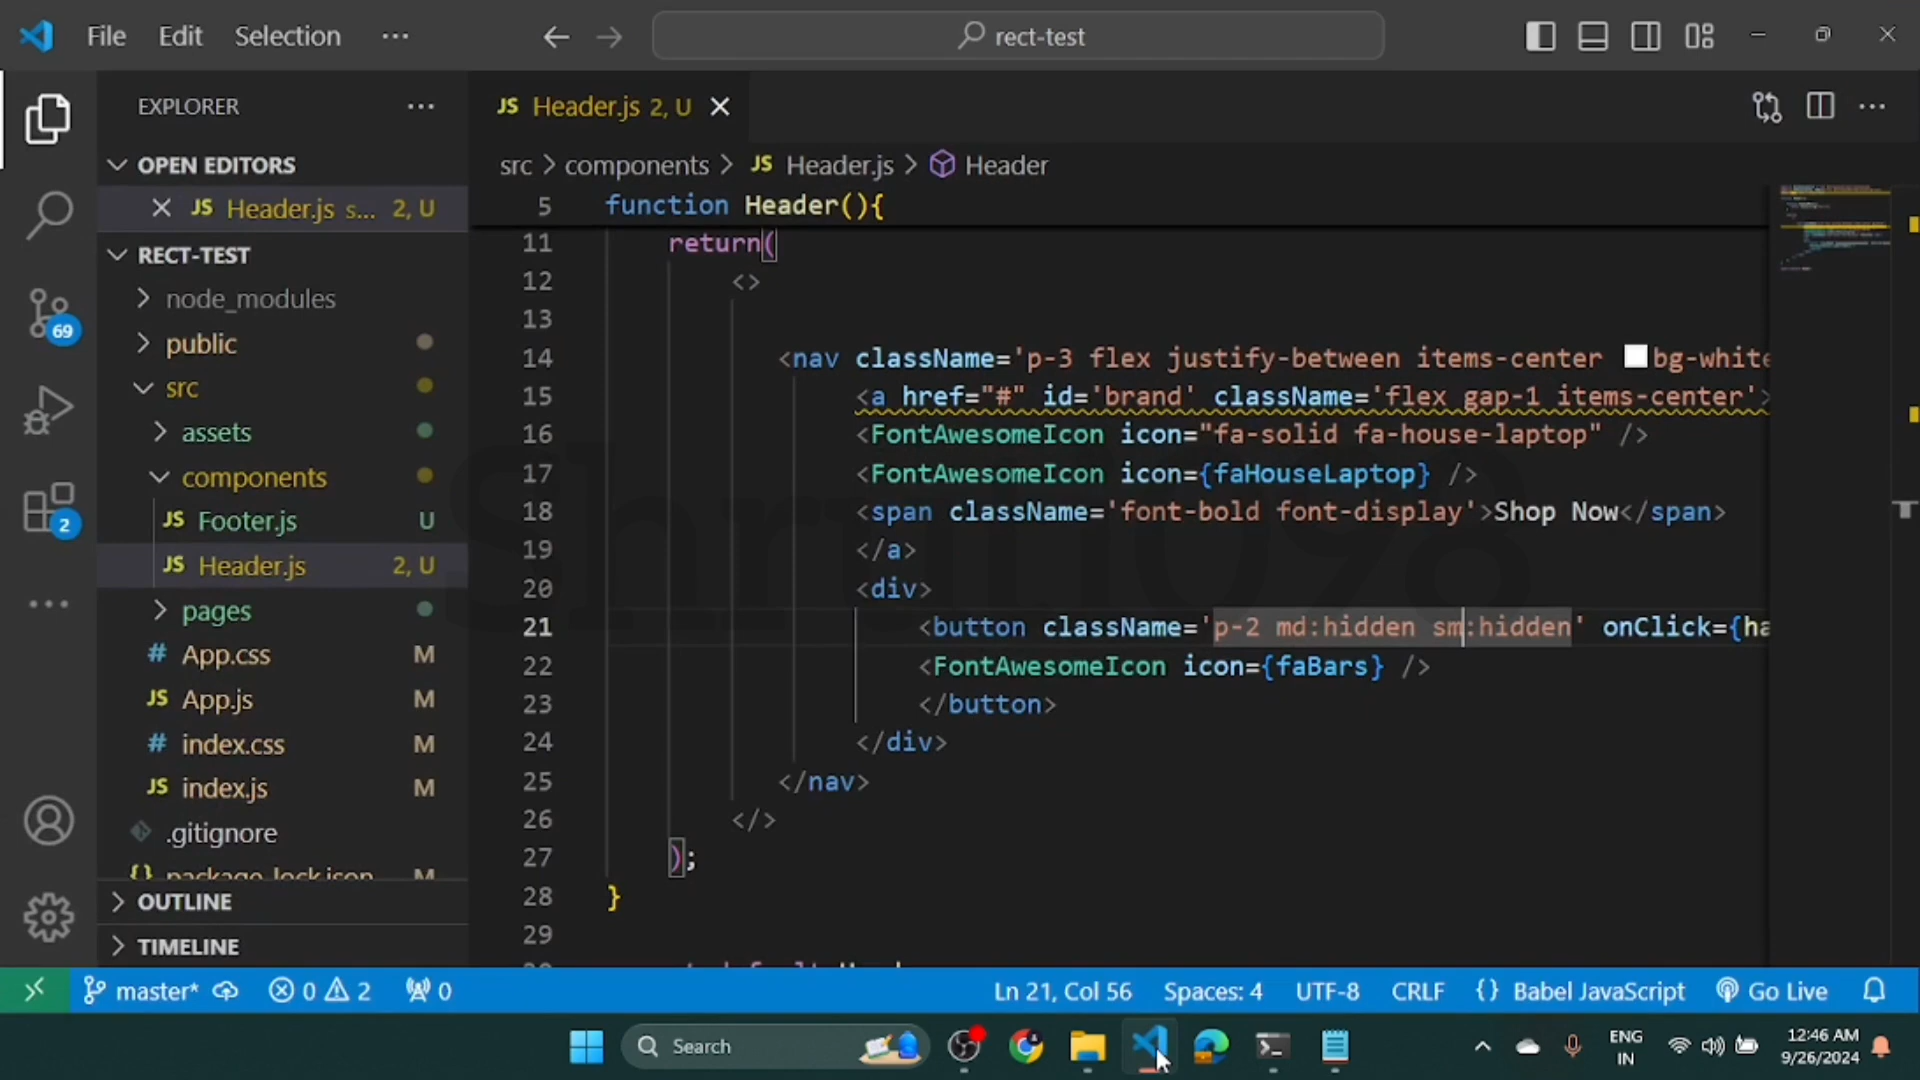 File Edit Selection ··· rect-test
EXPLORER ···
OPEN EDITORS
JS Header.js s... 2, U
RECT-TEST
node_modules
public
src
assets
components
JS Footer.js U
JS Header.js 2, U
pages
# App.css M
JS App.js M
# index.css M
JS index.js M
.gitignore
{} package-lock.json M
OUTLINE
TIMELINE
69
2
JS Header.js 2, U
src > components > JS Header.js > Header
5 function Header(){
11 return(
12 <>
13
14 <nav className='p-3 flex justify-between items-center bg-white
15 <a href="#" id='brand' className='flex gap-1 items-center'>
16 <FontAwesomeIcon icon="fa-solid fa-house-laptop" />
17 <FontAwesomeIcon icon={faHouseLaptop} />
18 <span className='font-bold font-display'>Shop Now</span>
19 </a>
20 <div>
21 <button className='p-2 md:hidden sm:hidden' onClick={ha
22 <FontAwesomeIcon icon={faBars} />
23 </button>
24 </div>
25 </nav>
26 </>
27 );
28 }
29
Shruti1098
master* 0 2 0 Ln 21, Col 56 Spaces: 4 UTF-8 CRLF {} Babel JavaScript Go Live
Search ENG IN 12:46 AM 9/26/2024